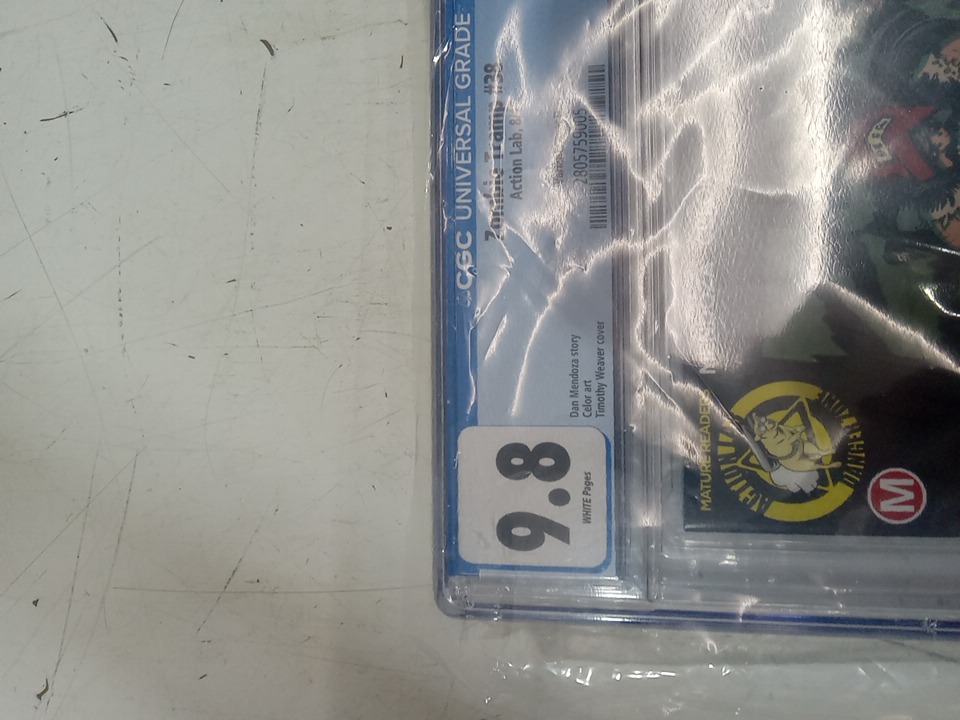 CGC UNIVERSAL GRADE
Zombie Tramp #38
Action Lab,
2805759005
9.8
WHITE Pages
Dan Mendoza story
Celor art
Timothy Weaver cover
MATURE READERS
M